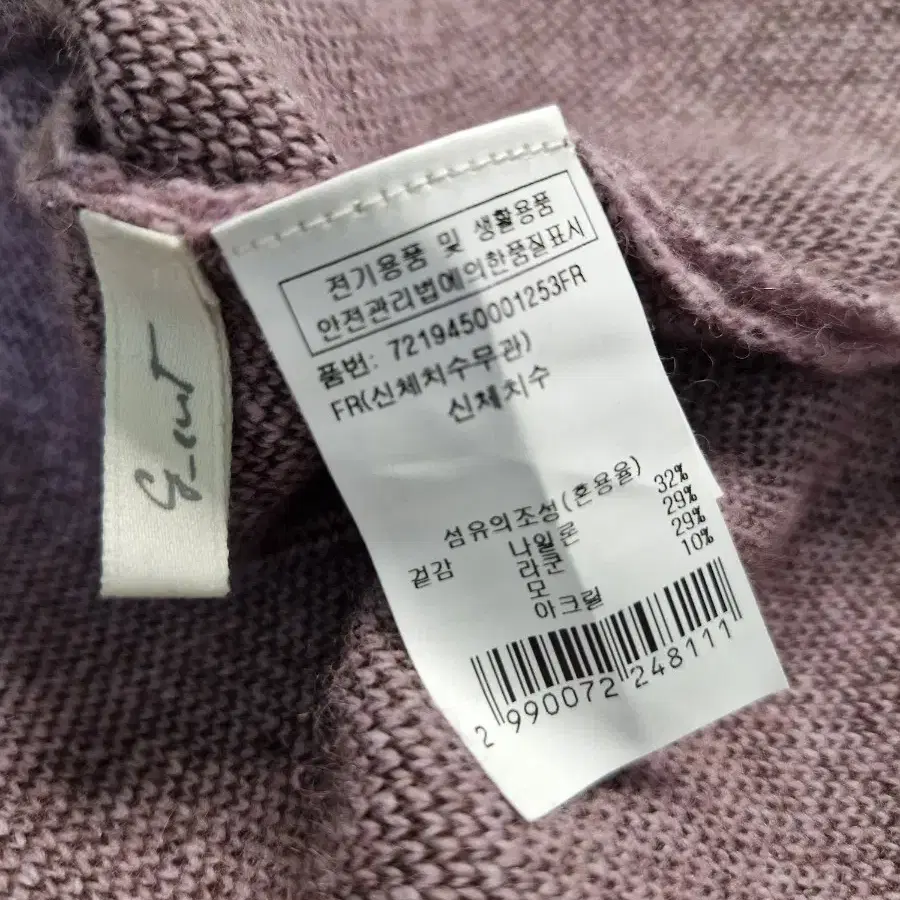 전기용품 및 생활용품
안전관리법에의한품질표시
품번: 7219450001253FR
FR(신체치수무관)
신체치수
섬유의조성(혼용율)
겉감 나일론 32%
라쿤 29%
모 29%
아크릴 10%
2 990072 248111